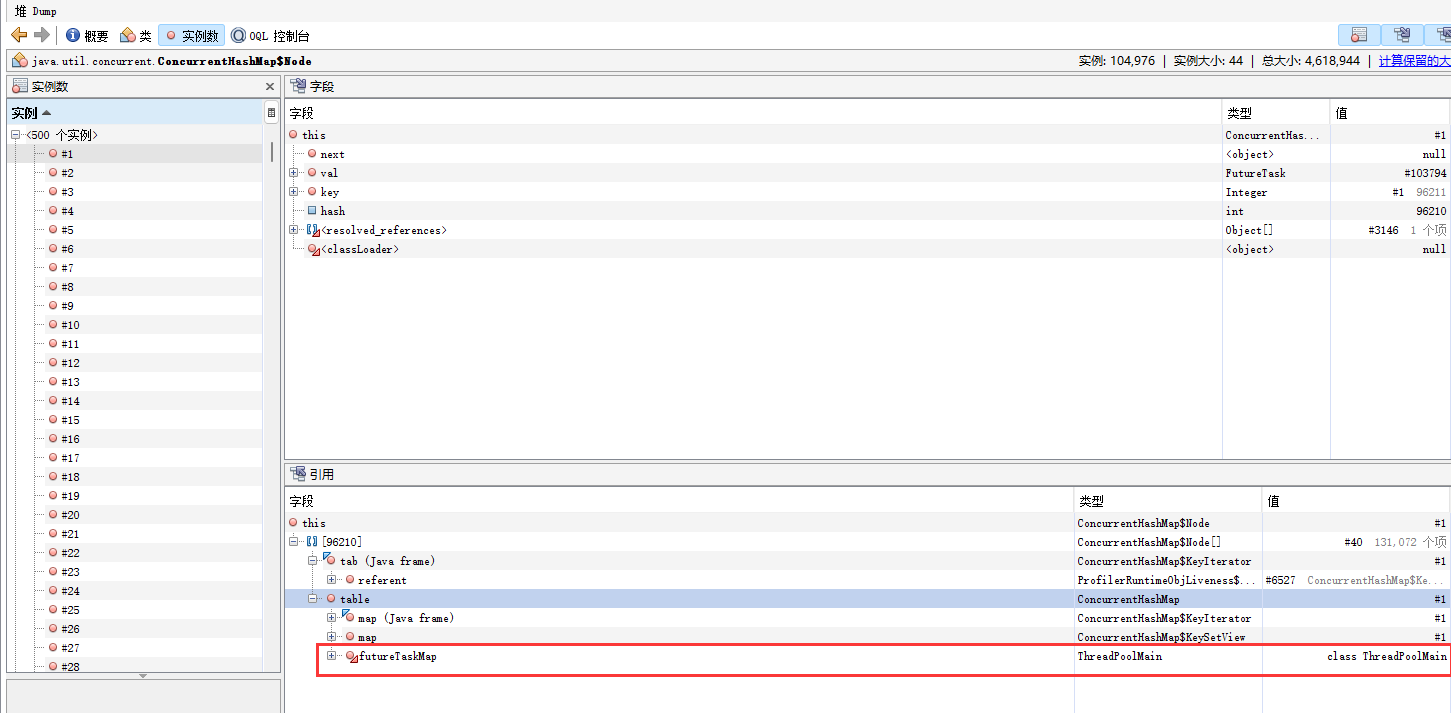 堆 Dump
概要 类 实例数 OQL 控制台
java.util.concurrent.ConcurrentHashMap$Node 实例: 104,976 | 实例大小: 44 | 总大小: 4,618,944 | 计算保留的大
实例数
实例
<500 个实例>
#1
#2
#3
#4
#5
#6
#7
#8
#9
#10
#11
#12
#13
#14
#15
#16
#17
#18
#19
#20
#21
#22
#23
#24
#25
#26
#27
#28
字段
字段 类型 值
this ConcurrentHas... #1
next <object> null
val FutureTask #103794
key Integer #1 96211
hash int 96210
<resolved_references> Object[] #3146 1 个项
<classLoader> <object> null
引用
字段 类型 值
this ConcurrentHashMap$Node #1
[96210] ConcurrentHashMap$Node[] #40 131,072 个项
tab (Java frame) ConcurrentHashMap$KeyIterator #1
referent ProfilerRuntimeObjLiveness$... #6527 ConcurrentHashMap$Ke...
table ConcurrentHashMap #1
map (Java frame) ConcurrentHashMap$KeyIterator #1
map ConcurrentHashMap$KeySetView #1
futureTaskMap ThreadPoolMain class ThreadPoolMain